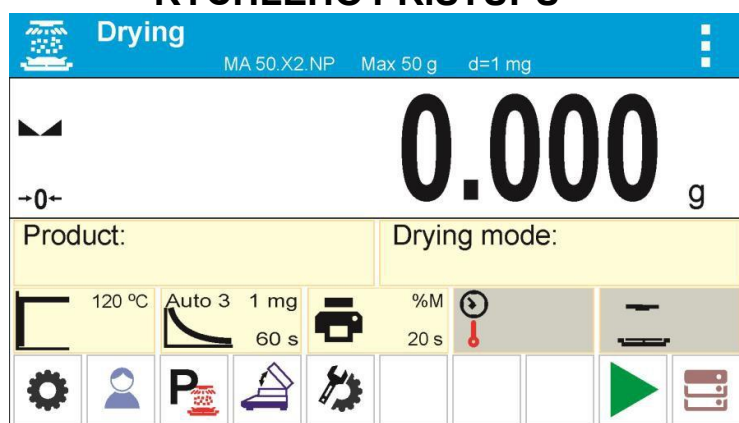 Drying
MA 50.X2.NP Max 50 g d=1 mg
→0←
0.000 g
Product:
Drying mode:
120 ºC
Auto 3 1 mg
60 s
%M
20 s
P